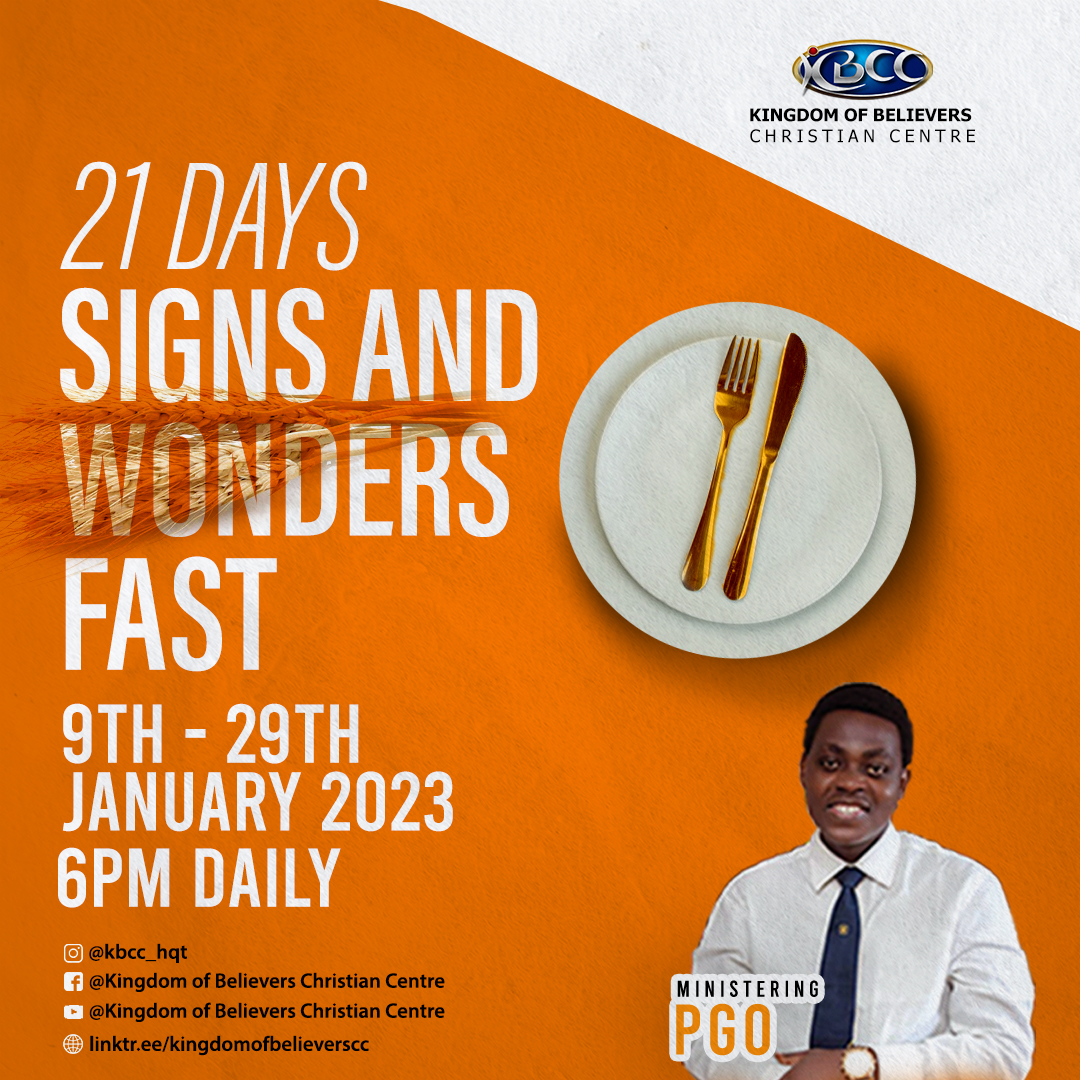 KBCC
KINGDOM OF BELIEVERS
CHRISTIAN CENTRE
21 DAYS
SIGNS AND
WONDERS
FAST
9TH - 29TH
JANUARY 2023
6PM DAILY
@kbcc_hqt
@Kingdom of Believers Christian Centre
@Kingdom of Believers Christian Centre
linktr.ee/kingdomofbelieverscc
MINISTERING
PGO